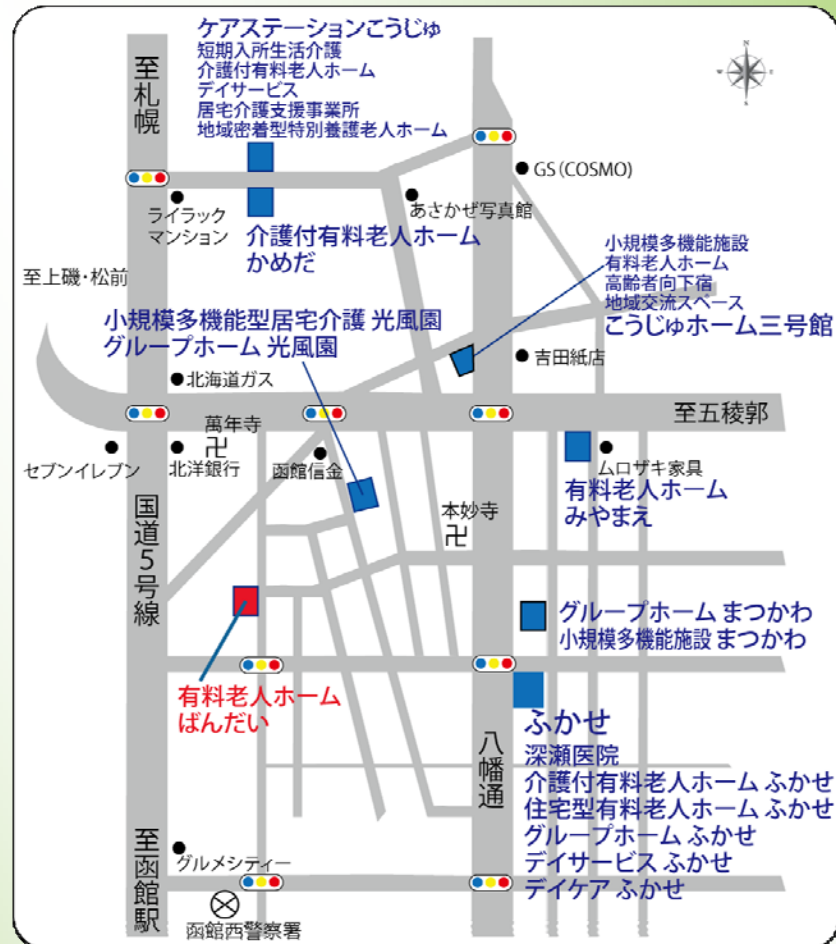 ケアステーションこうじゅ
短期入所生活介護
介護付有料老人ホーム
デイサービス
居宅介護支援事業所
地域密着型特別養護老人ホーム
至札幌
N
W
E
S
GS(COSMO)
ライラック
マンション
あさかぜ写真館
介護付有料老人ホーム
かめだ
至上磯・松前
小規模多機能施設
有料老人ホーム
高齢者向下宿
地域交流スペース
こうじゅホーム三号館
小規模多機能型居宅介護 光風園
グループホーム 光風園
吉田紙店
北海道ガス
至五稜郭
萬年寺
卍
セブンイレブン
北洋銀行
函館信金
ムロザキ家具
有料老人ホーム
みやまえ
国道5号線
本妙寺
卍
グループホーム まつかわ
小規模多機能施設 まつかわ
有料老人ホーム
ばんだい
八幡通
ふかせ
深瀬医院
介護付有料老人ホーム ふかせ
住宅型有料老人ホーム ふかせ
グループホーム ふかせ
デイサービス ふかせ
デイケア ふかせ
至函館駅
グルメシティー
函館西警察署